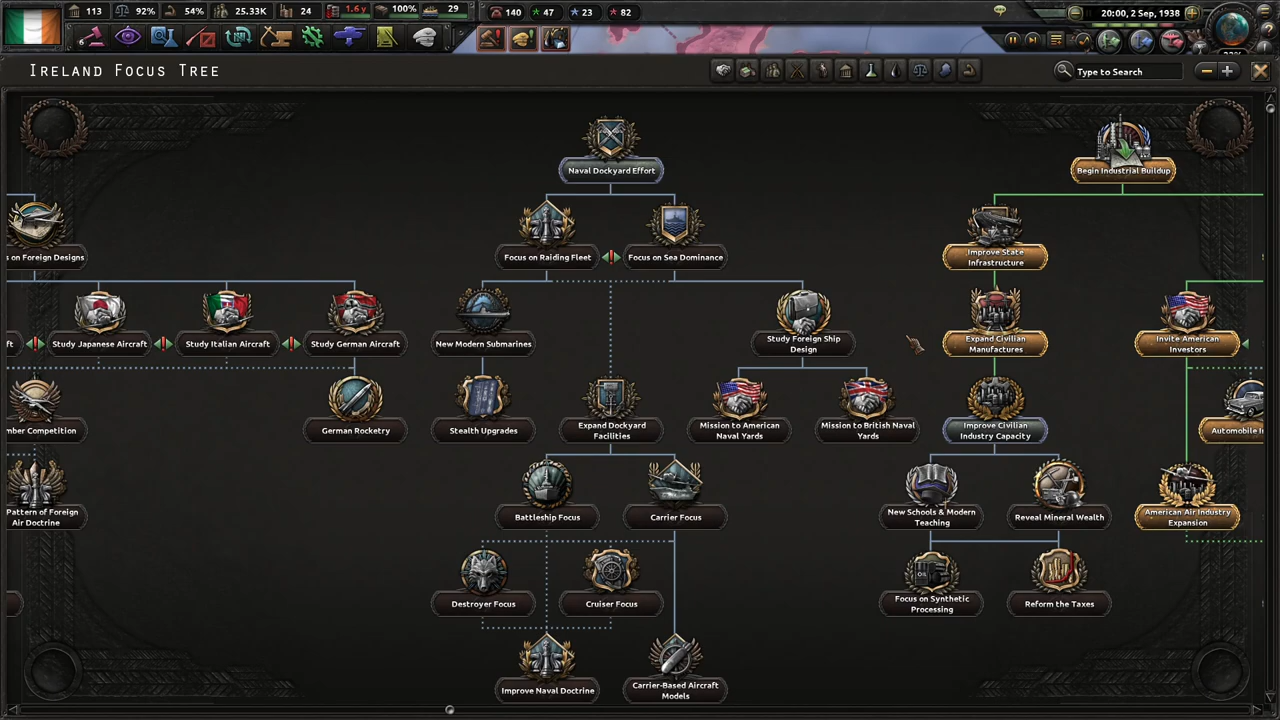 113
92%
54%
25.33K
24
1.6y
100%
29
140
47
23
82
20:00, 2 Sep, 1938
6
Ireland Focus Tree
Type to Search
Naval Dockyard Effort
Begin Industrial Buildup
s on Foreign Designs
Focus on Raiding Fleet
Focus on Sea Dominance
Improve State
Infrastructure
ft
Study Japanese Aircraft
Study Italian Aircraft
Study German Aircraft
New Modern Submarines
Study Foreign Ship
Design
Expand Civilian
Manufactures
Invite American
Investors
mber Competition
German Rocketry
Stealth Upgrades
Expand Dockyard
Facilities
Mission to American
Naval Yards
Mission to British Naval
Yards
Improve Civilian
Industry Capacity
Automobile In
Pattern of Foreign
Air Doctrine
Battleship Focus
Carrier Focus
New Schools & Modern
Teaching
Reveal Mineral Wealth
American Air Industry
Expansion
Destroyer Focus
Cruiser Focus
OIL
Focus on Synthetic
Processing
Reform the Taxes
Improve Naval Doctrine
Carrier-Based Aircraft
Models